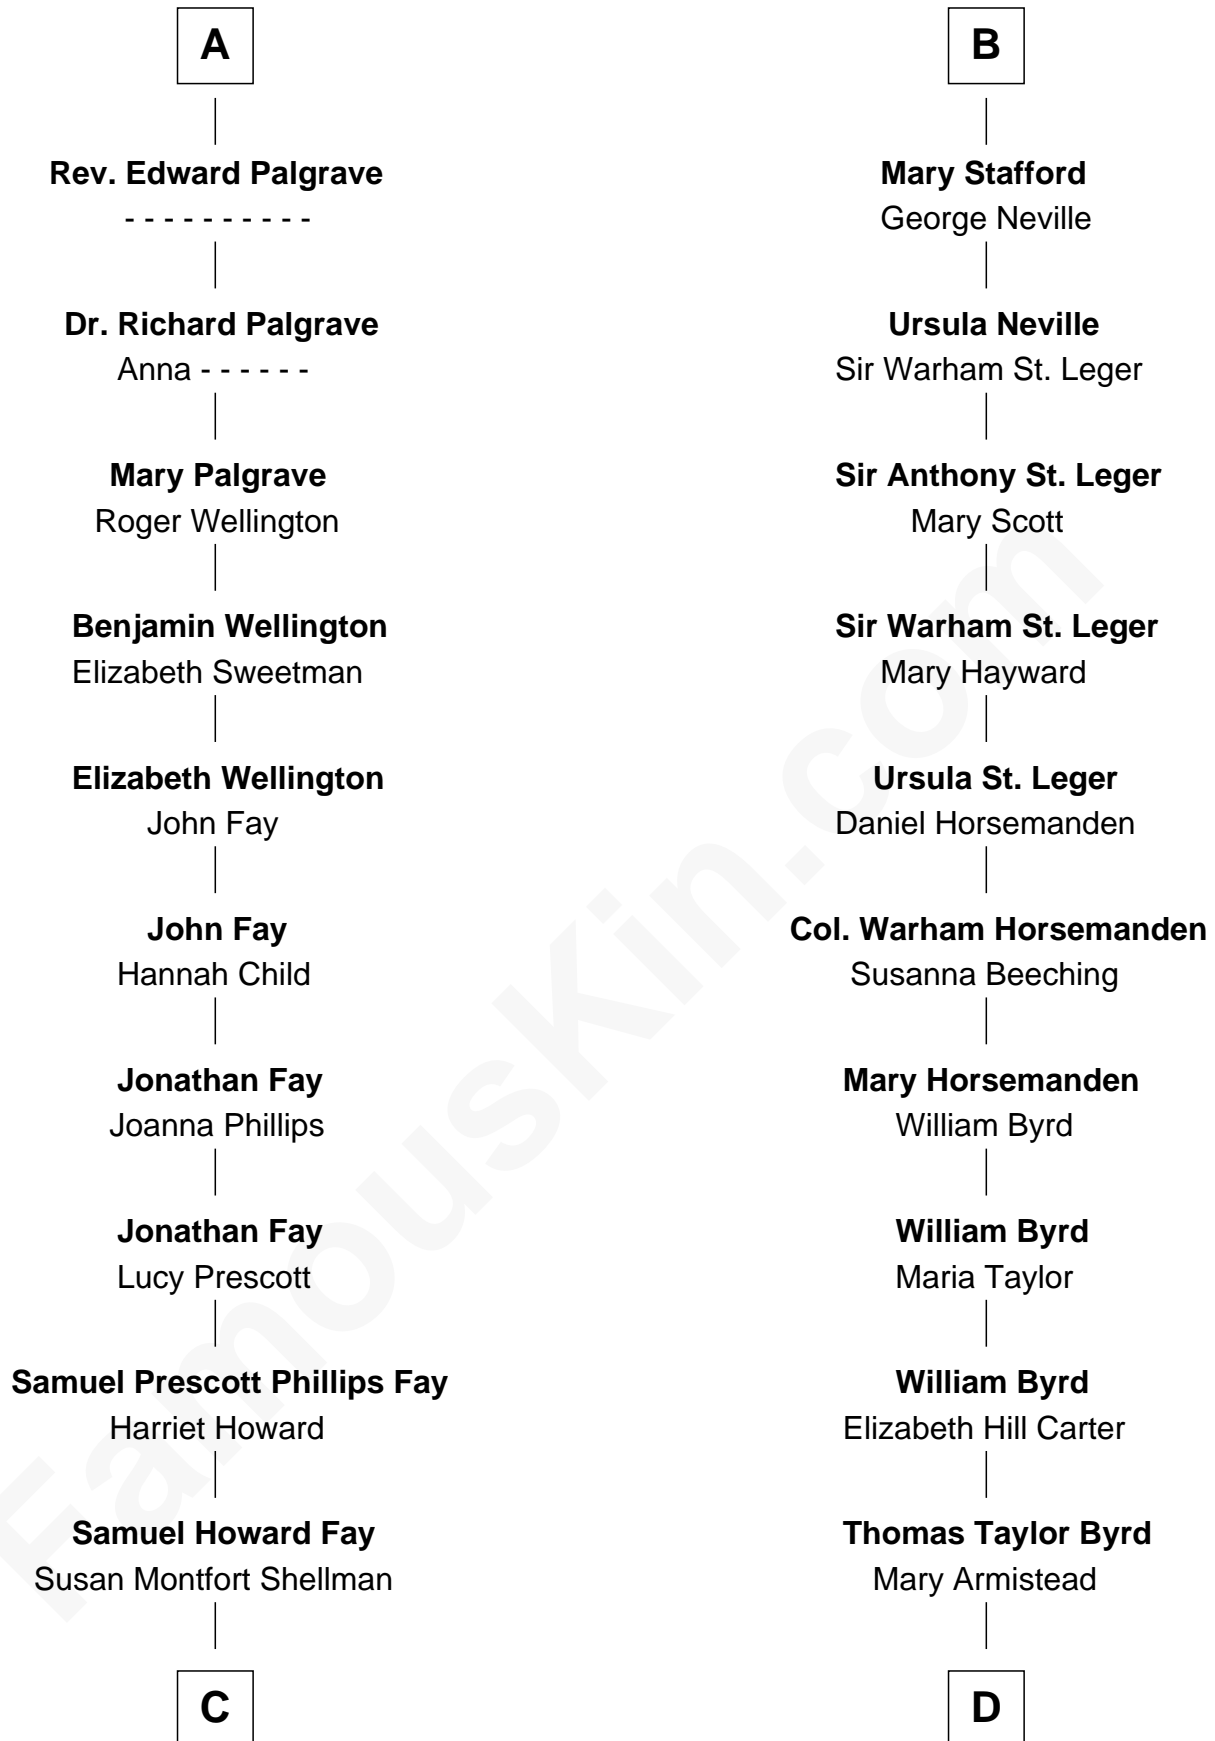 A
Rev. Edward Palgrave
- - - - - - - - - -
Dr. Richard Palgrave
Anna - - - - - -
Mary Palgrave
Roger Wellington
Benjamin Wellington
Elizabeth Sweetman
Elizabeth Wellington
John Fay
John Fay
Hannah Child
Jonathan Fay
Joanna Phillips
Jonathan Fay
Lucy Prescott
Samuel Prescott Phillips Fay
Harriet Howard
Samuel Howard Fay
Susan Montfort Shellman
C
B
Mary Stafford
George Neville
Ursula Neville
Sir Warham St. Leger
Sir Anthony St. Leger
Mary Scott
Sir Warham St. Leger
Mary Hayward
Ursula St. Leger
Daniel Horsemanden
Col. Warham Horsemanden
Susanna Beeching
Mary Horsemanden
William Byrd
William Byrd
Maria Taylor
William Byrd
Elizabeth Hill Carter
Thomas Taylor Byrd
Mary Armistead
D
FamousKin.com